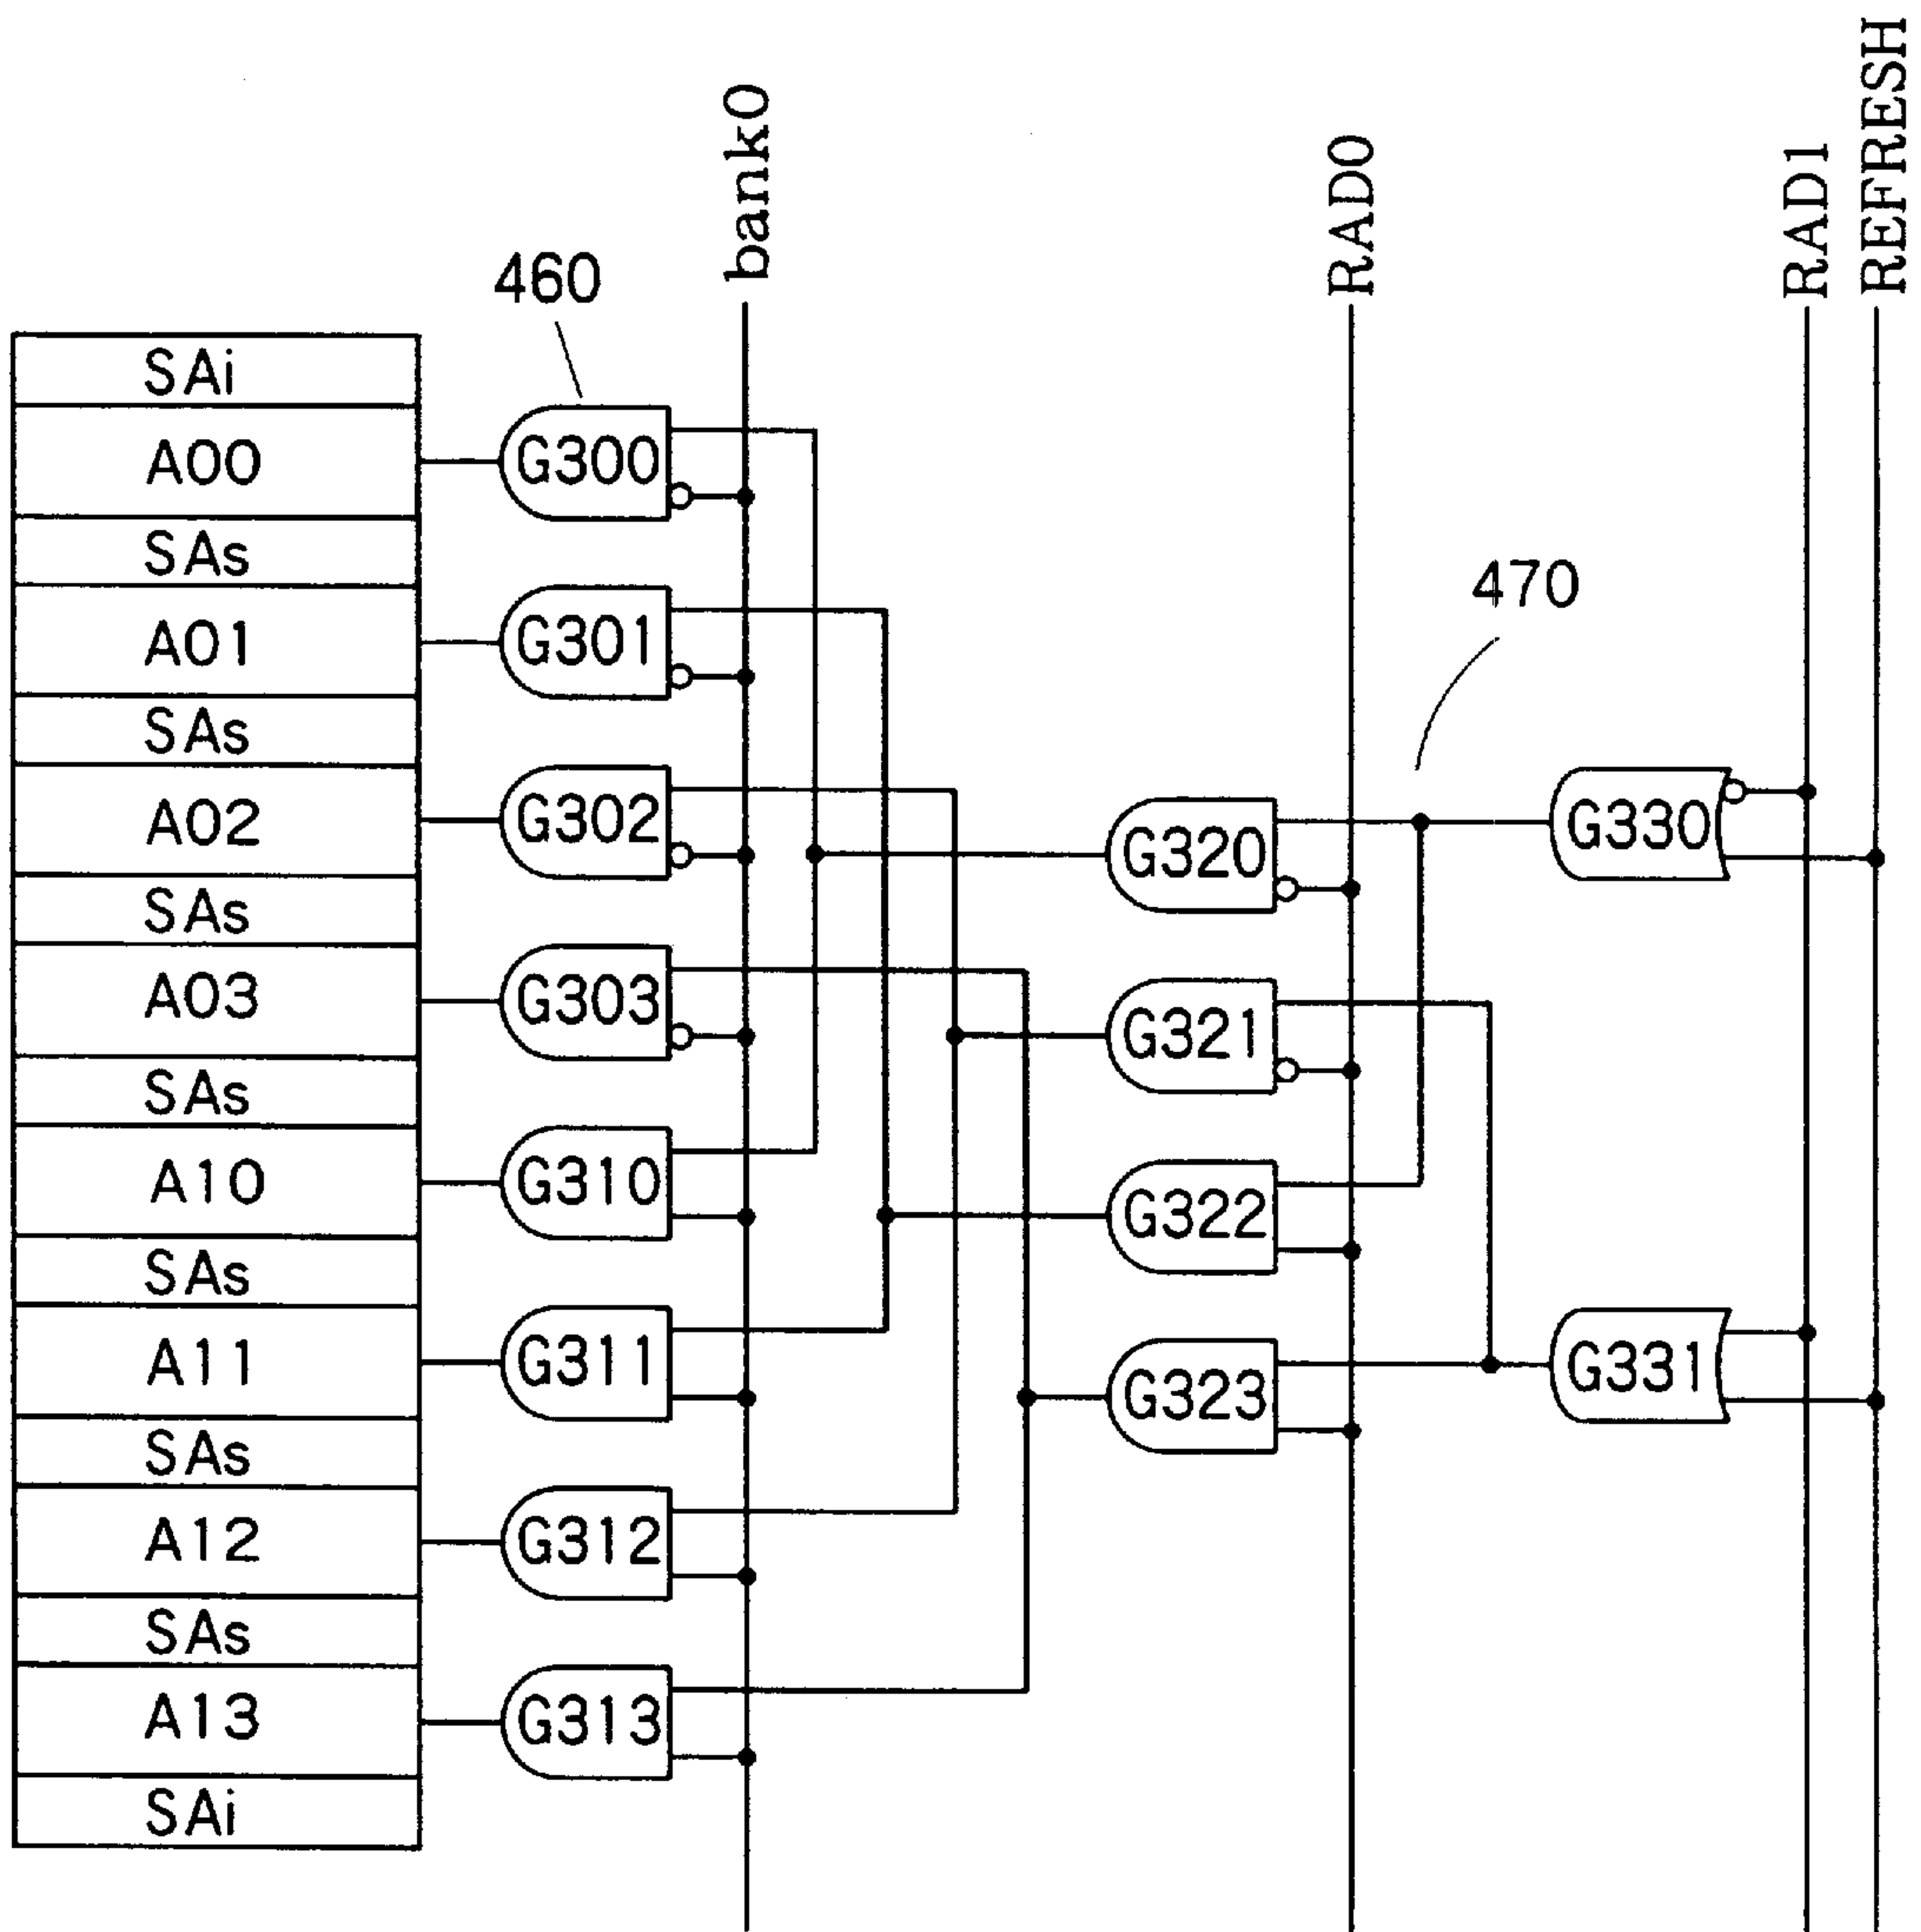 bank0
RAD0
RAD1
REFRESH
460
470
SAi
A00
SAs
A01
SAs
A02
SAs
A03
SAs
A10
SAs
A11
SAs
A12
SAs
A13
SAi
G300
G301
G302
G303
G310
G311
G312
G313
G320
G321
G322
G323
G330
G331